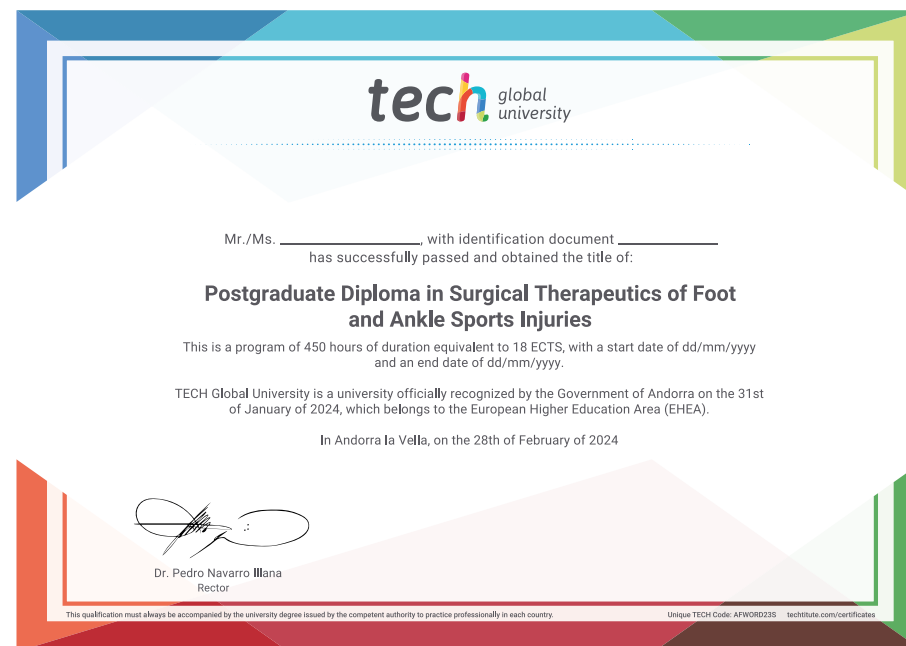 tech global university
Mr./Ms. ____________________, with identification document ______________
has successfully passed and obtained the title of:
Postgraduate Diploma in Surgical Therapeutics of Foot
and Ankle Sports Injuries
This is a program of 450 hours of duration equivalent to 18 ECTS, with a start date of dd/mm/yyyy
and an end date of dd/mm/yyyy.
TECH Global University is a university officially recognized by the Government of Andorra on the 31st
of January of 2024, which belongs to the European Higher Education Area (EHEA).
In Andorra la Vella, on the 28th of February of 2024
Dr. Pedro Navarro Illana
Rector
This qualification must always be accompanied by the university degree issued by the competent authority to practice professionally in each country.
Unique TECH Code: AFWORD23S techtitute.com/certificates